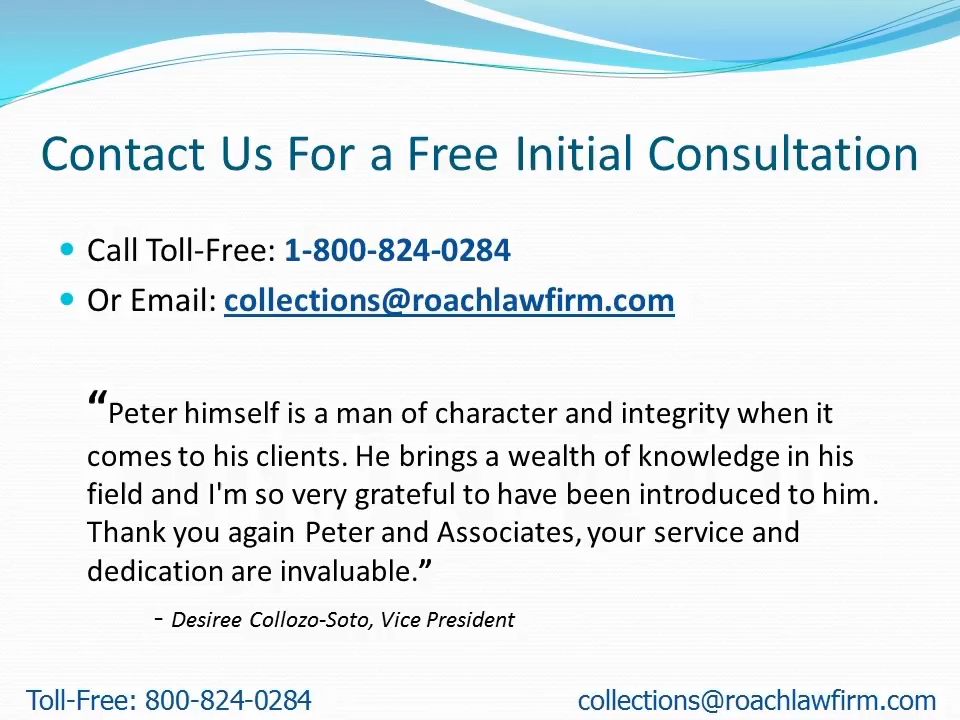 Contact Us For a Free Initial Consultation
• Call Toll-Free: 1-800-824-0284
• Or Email: collections@roachlawfirm.com
“Peter himself is a man of character and integrity when it
comes to his clients. He brings a wealth of knowledge in his
field and I'm so very grateful to have been introduced to him.
Thank you again Peter and Associates, your service and
dedication are invaluable.”
- Desiree Collozo-Soto, Vice President
Toll-Free: 800-824-0284
collections@roachlawfirm.com